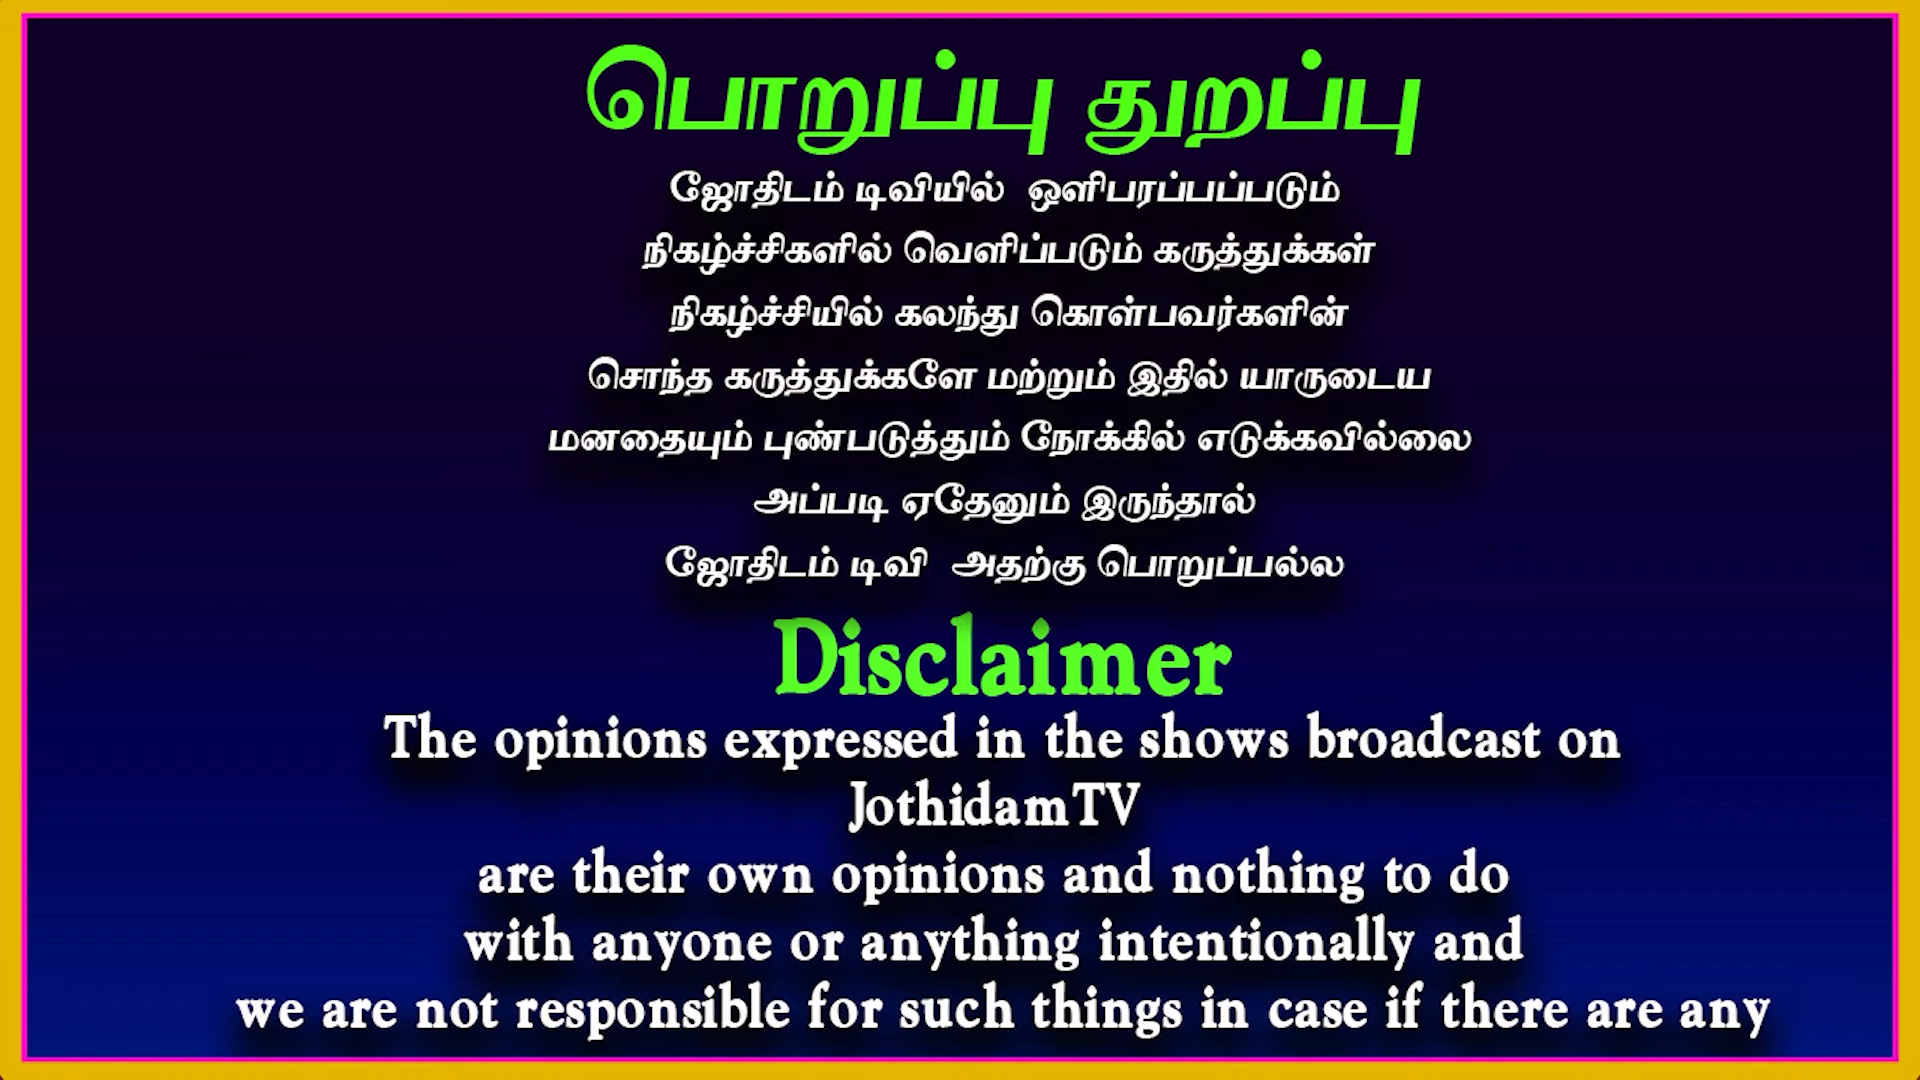 பொறுப்பு துறப்பு
ஜோதிடம் டிவியில் ஒளிபரப்பப்படும்
நிகழ்ச்சிகளில் வெளிப்படும் கருத்துக்கள்
நிகழ்ச்சியில் கலந்து கொள்பவர்களின்
சொந்த கருத்துக்களே மற்றும் இதில் யாருடைய
மனதையும் புண்படுத்தும் நோக்கில் எடுக்கவில்லை
அப்படி ஏதேனும் இருந்தால்
ஜோதிடம் டிவி அதற்கு பொறுப்பல்ல
Disclaimer
The opinions expressed in the shows broadcast on
JothidamTV
are their own opinions and nothing to do
with anyone or anything intentionally and
we are not responsible for such things in case if there are any